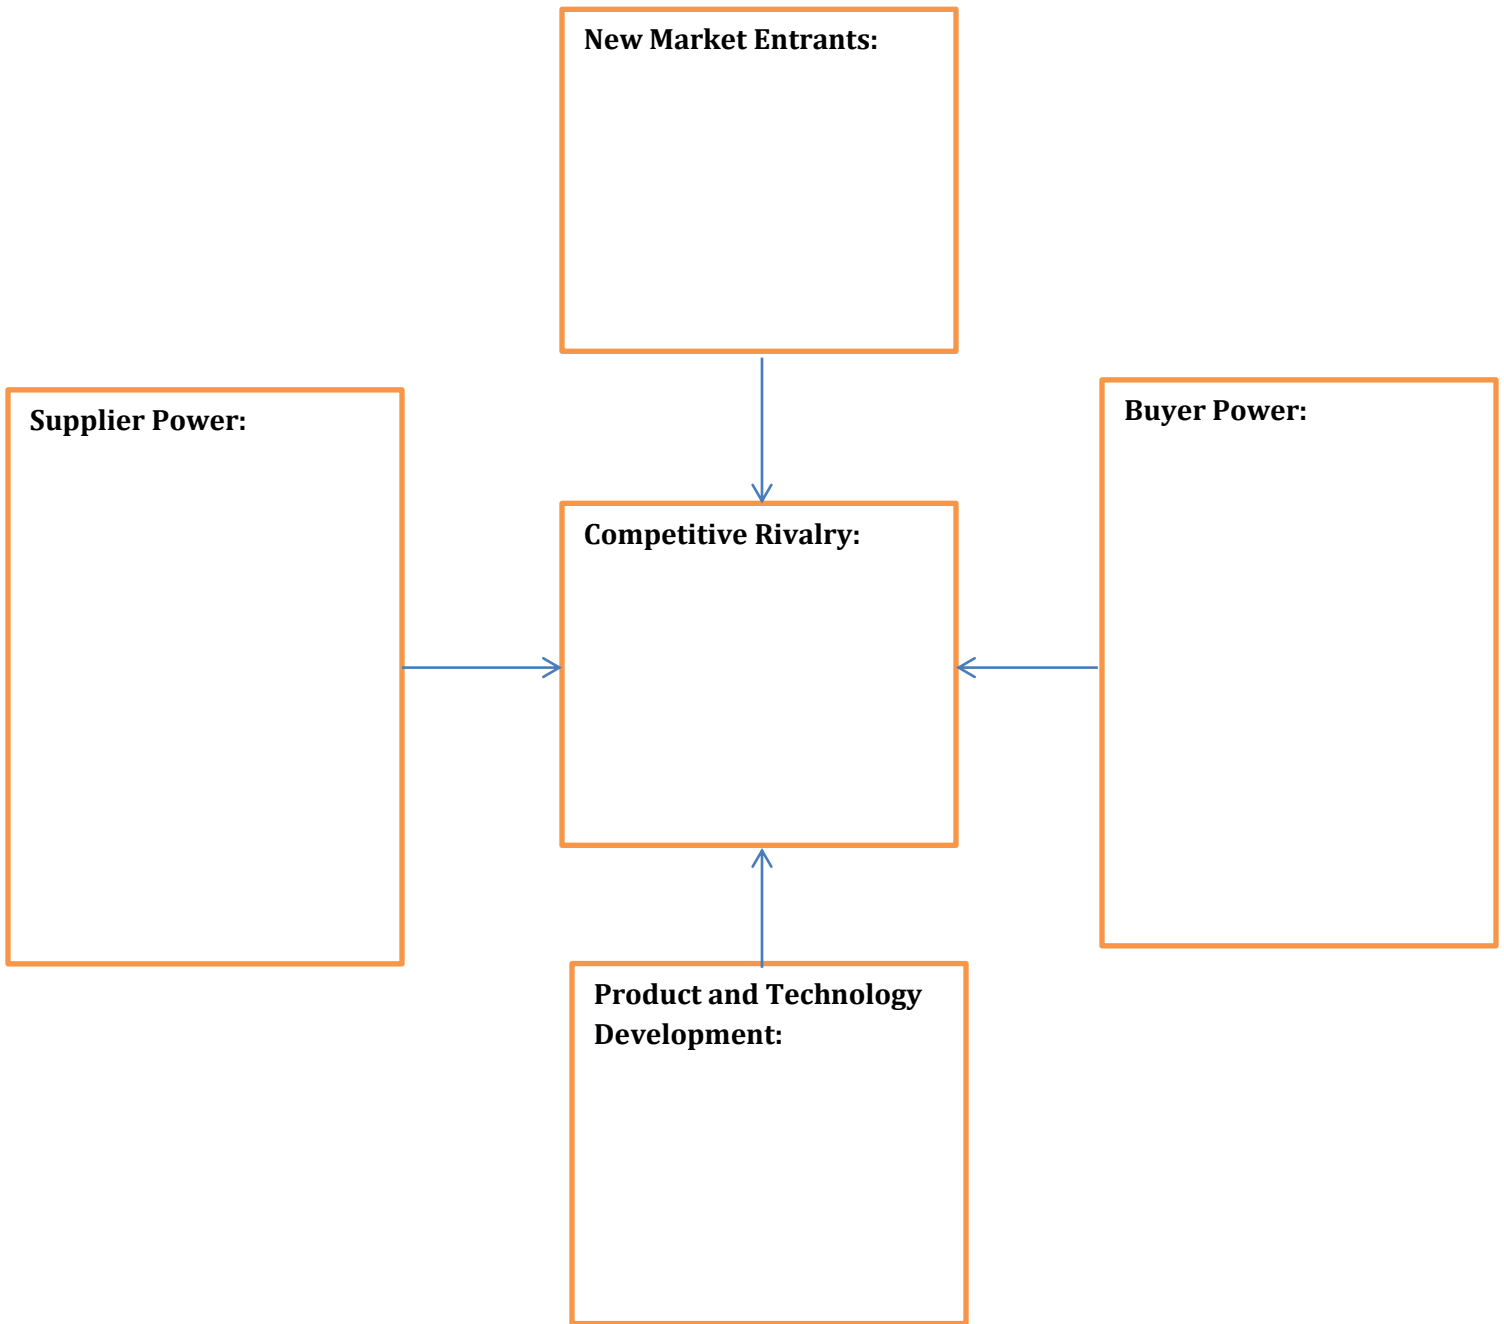 New Market Entrants:
Supplier Power:
Buyer Power:
Competitive Rivalry:
Product and Technology
Development: